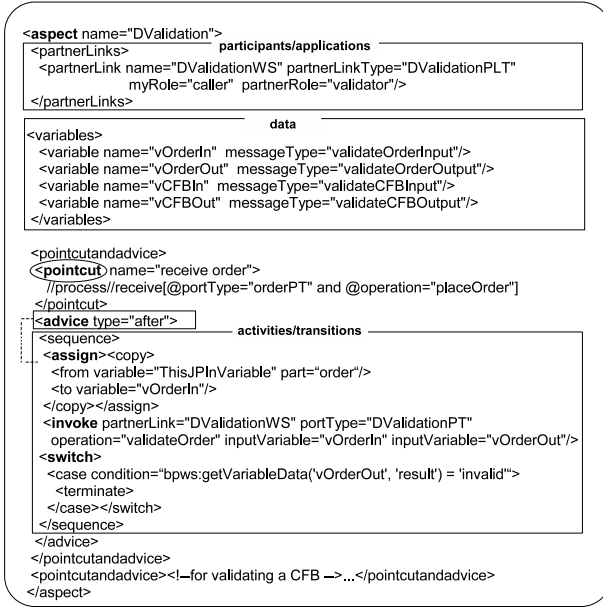 <aspect name="DValidation">
participants/applications
<partnerLinks>
<partnerLink name="DValidationWS" partnerLinkType="DValidationPLT"
myRole="caller" partnerRole="validator"/>
</partnerLinks>
data
<variables>
<variable name="vOrderIn" messageType="validateOrderInput"/>
<variable name="vOrderOut" messageType="validateOrderOutput"/>
<variable name="vCFBIn" messageType="validateCFBInput"/>
<variable name="vCFBOut" messageType="validateCFBOutput"/>
</variables>
<pointcutandadvice>
<pointcut name="receive order">
//process//receive[@portType="orderPT" and @operation="placeOrder"]
</pointcut>
<advice type="after">
activities/transitions
<sequence>
<assign><copy>
<from variable="ThisJPInVariable" part=“order“/>
<to variable="vOrderIn"/>
</copy></assign>
<invoke partnerLink="DValidationWS" portType="DValidationPT"
operation="validateOrder" inputVariable="vOrderIn" inputVariable="vOrderOut"/>
<switch>
<case condition=“bpws:getVariableData('vOrderOut', 'result') = 'invalid'“>
<terminate>
</case></switch>
</sequence>
</advice>
</pointcutandadvice>
<pointcutandadvice><!–for validating a CFB –>...</pointcutandadvice>
</aspect>